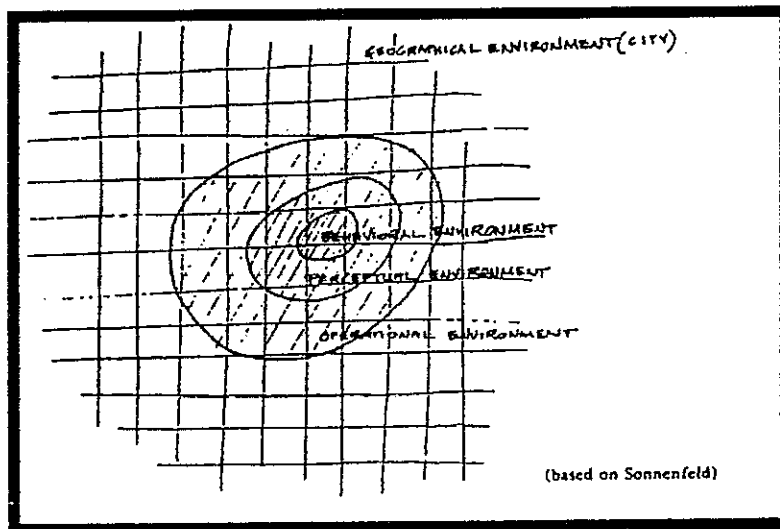 GEOGRAPHICAL ENVIRONMENT (CITY)
BEHAVIORAL ENVIRONMENT
PERCEPTUAL ENVIRONMENT
OPERATIONAL ENVIRONMENT
(based on Sonnenfeld)